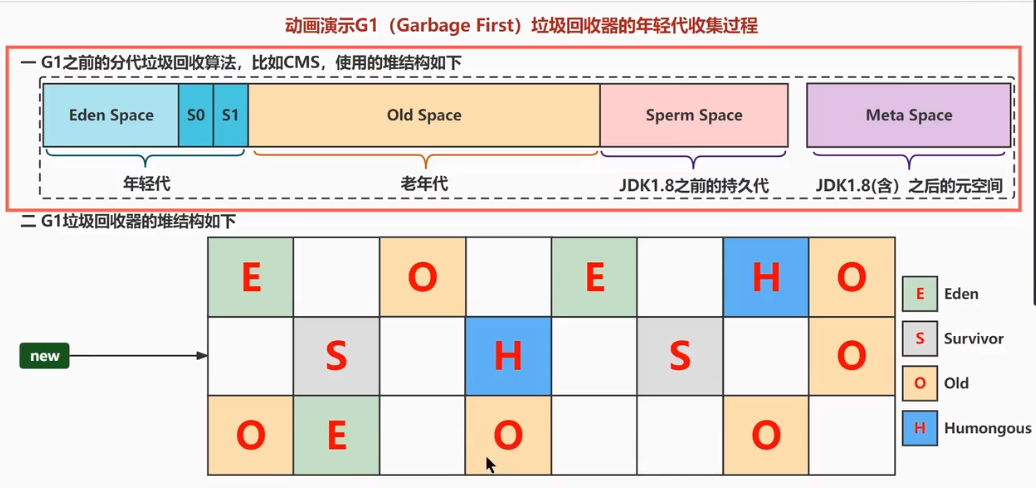 动画演示G1（Garbage First）垃圾回收器的年轻代收集过程
一 G1之前的分代垃圾回收算法，比如CMS，使用的堆结构如下
Eden Space S0 S1 Old Space Sperm Space Meta Space
年轻代 老年代 JDK1.8之前的持久代 JDK1.8(含）之后的元空间
二 G1垃圾回收器的堆结构如下
E O E H O
E Eden
new S H S O
S Survivor
O Old
O E O O
H Humongous